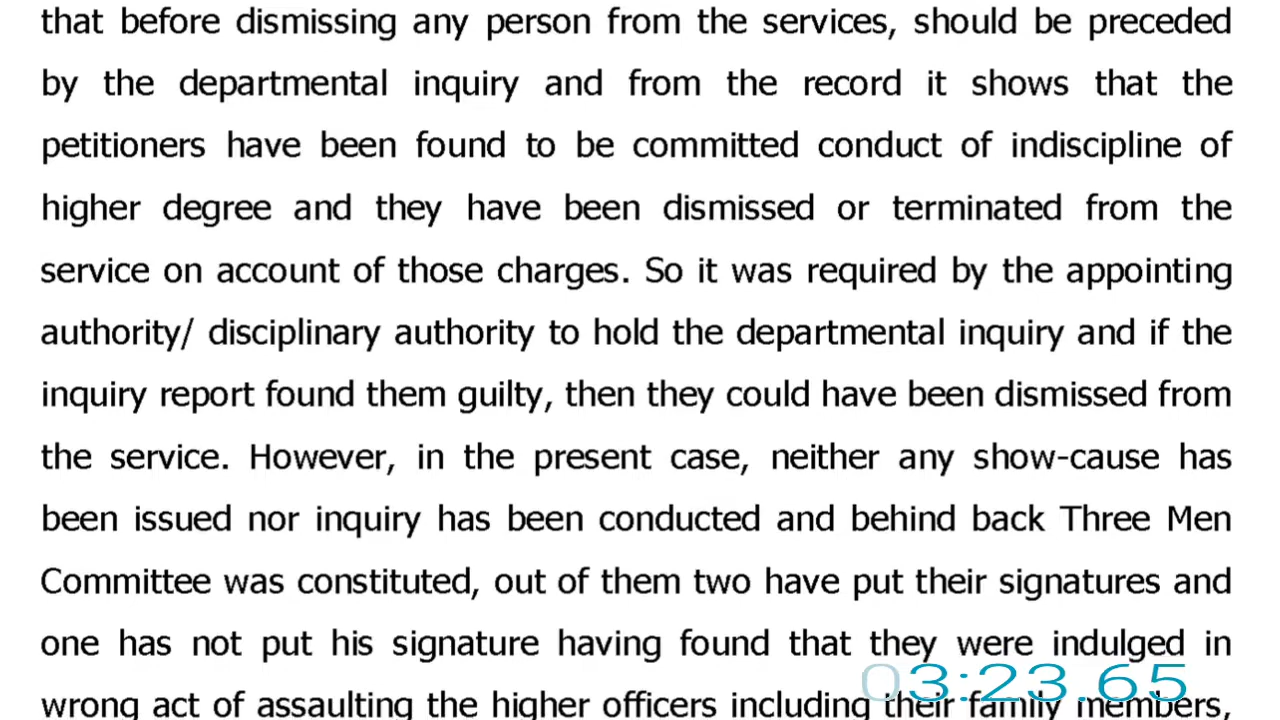 that before dismissing any person from the services, should be preceded
by the departmental inquiry and from the record it shows that the
petitioners have been found to be committed conduct of indiscipline of
higher degree and they have been dismissed or terminated from the
service on account of those charges. So it was required by the appointing
authority/ disciplinary authority to hold the departmental inquiry and if the
inquiry report found them guilty, then they could have been dismissed from
the service. However, in the present case, neither any show-cause has
been issued nor inquiry has been conducted and behind back Three Men
Committee was constituted, out of them two have put their signatures and
one has not put his signature having found that they were indulged in
wrong act of assaulting the higher officers including their family members,
03:23.65